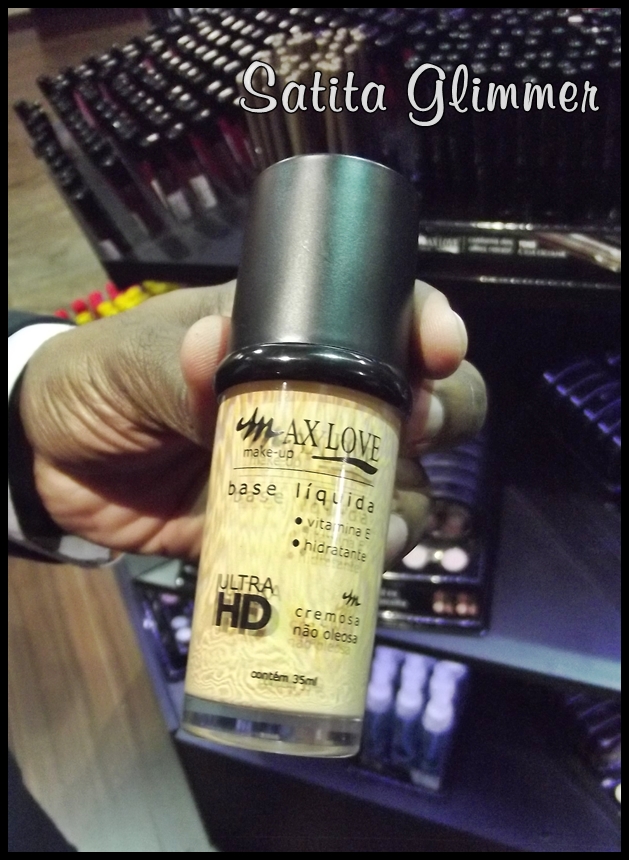 Satita Glimmer
MAX LOVE
make-up
base líquida
• vitamina E
• hidratante
ULTRA
HD
cremosa
não oleosa
contém 35ml